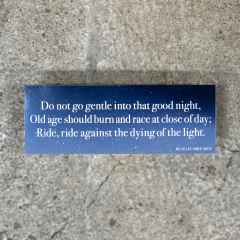 Do not go gentle into that good night,
Old age should burn and race at close of day;
Ride, ride against the dying of the light.